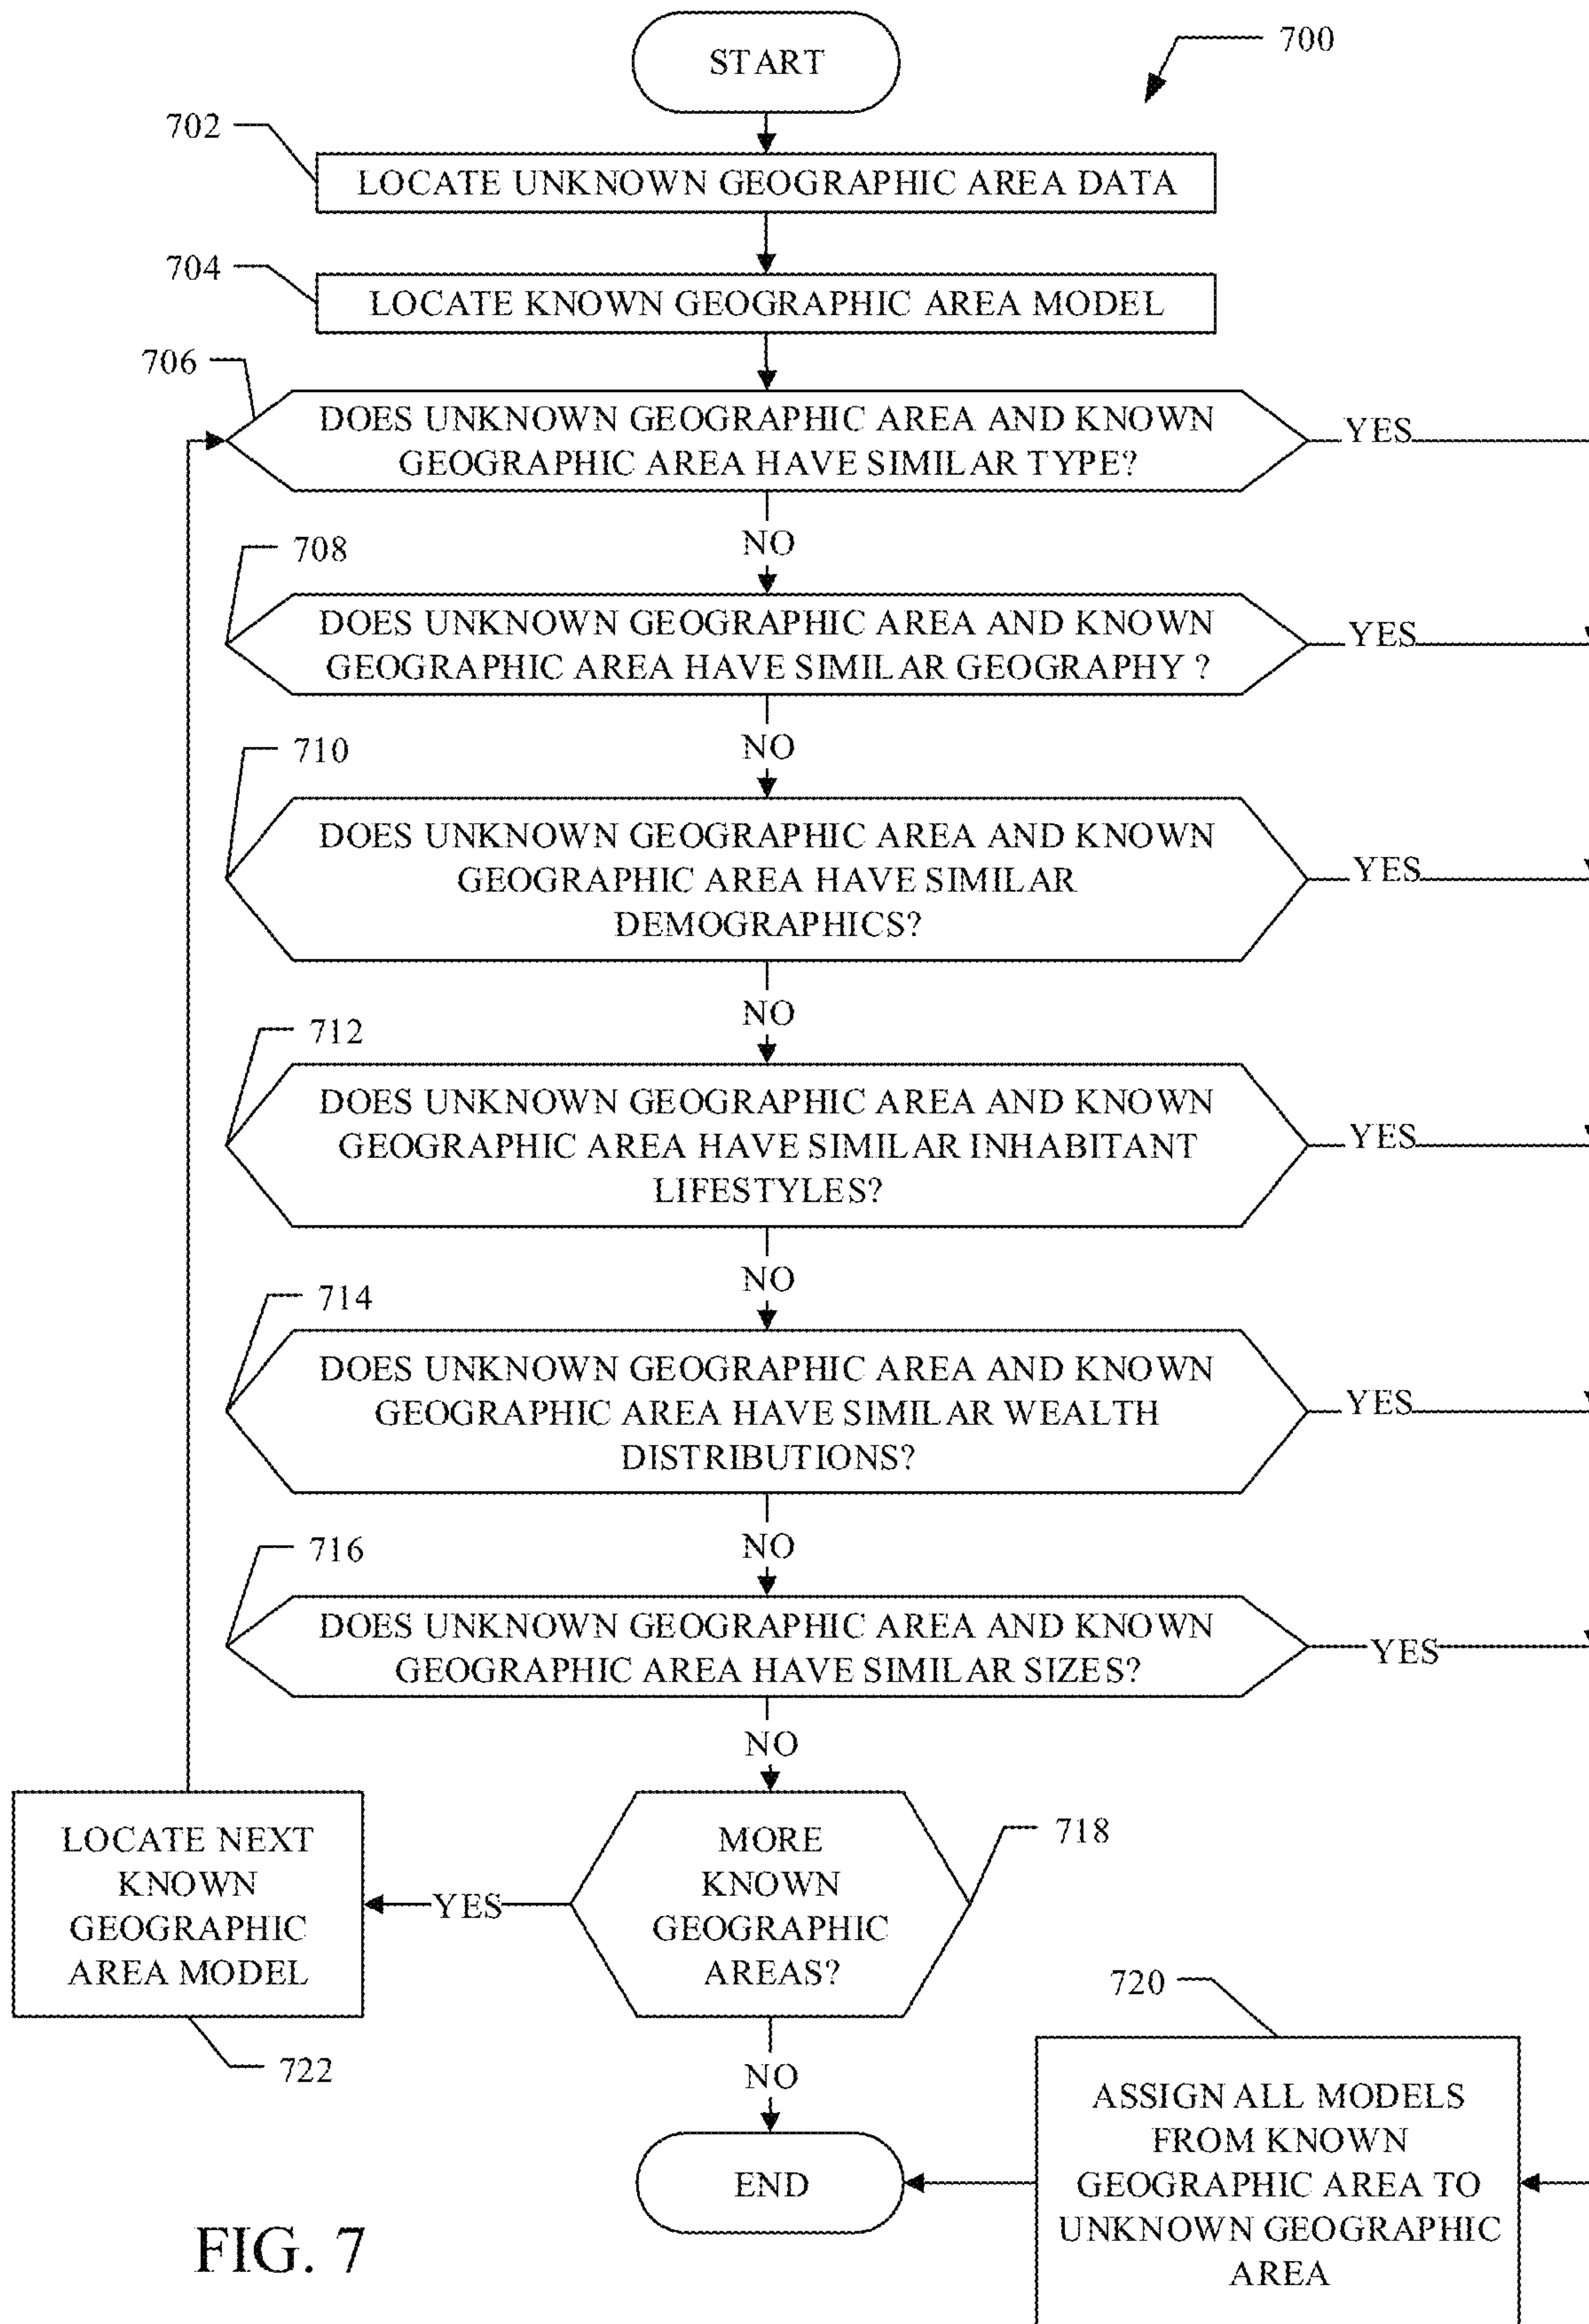 START
700
702
LOCATE UNKNOWN GEOGRAPHIC AREA DATA
704
LOCATE KNOWN GEOGRAPHIC AREA MODEL
706
DOES UNKNOWN GEOGRAPHIC AREA AND KNOWN
GEOGRAPHIC AREA HAVE SIMILAR TYPE?
YES
NO
708
DOES UNKNOWN GEOGRAPHIC AREA AND KNOWN
GEOGRAPHIC AREA HAVE SIMILAR GEOGRAPHY ?
YES
NO
710
DOES UNKNOWN GEOGRAPHIC AREA AND KNOWN
GEOGRAPHIC AREA HAVE SIMILAR
DEMOGRAPHICS?
YES
NO
712
DOES UNKNOWN GEOGRAPHIC AREA AND KNOWN
GEOGRAPHIC AREA HAVE SIMILAR INHABITANT
LIFESTYLES?
YES
NO
714
DOES UNKNOWN GEOGRAPHIC AREA AND KNOWN
GEOGRAPHIC AREA HAVE SIMILAR WEALTH
DISTRIBUTIONS?
YES
NO
716
DOES UNKNOWN GEOGRAPHIC AREA AND KNOWN
GEOGRAPHIC AREA HAVE SIMILAR SIZES?
YES
NO
718
MORE
KNOWN
GEOGRAPHIC
AREAS?
YES
LOCATE NEXT
KNOWN
GEOGRAPHIC
AREA MODEL
722
NO
END
720
ASSIGN ALL MODELS
FROM KNOWN
GEOGRAPHIC AREA TO
UNKNOWN GEOGRAPHIC
AREA
FIG. 7